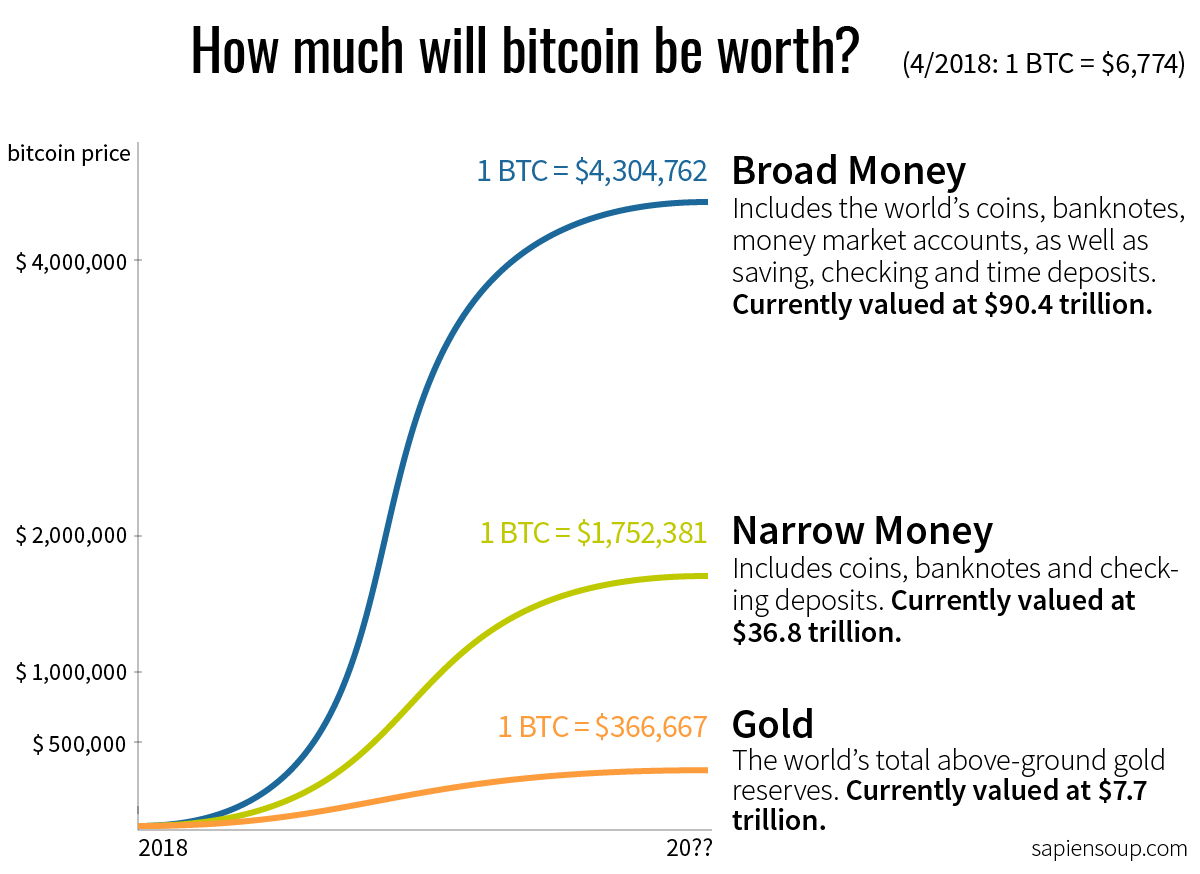 How much will bitcoin be worth?
(4/2018: 1 BTC = $6,774)
bitcoin price
$ 4,000,000
$ 2,000,000
$ 1,000,000
$ 500,000
1 BTC = $4,304,762
Broad Money
Includes the world’s coins, banknotes,
money market accounts, as well as
saving, checking and time deposits.
Currently valued at $90.4 trillion.
1 BTC = $1,752,381
Narrow Money
Includes coins, banknotes and check-
ing deposits. Currently valued at
$36.8 trillion.
1 BTC = $366,667
Gold
The world’s total above-ground gold
reserves. Currently valued at $7.7
trillion.
2018
20??
sapiensoup.com